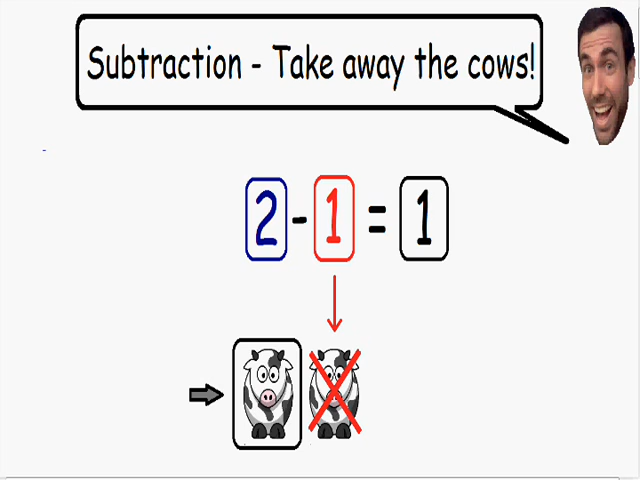 Subtraction - Take away the cows!
2 - 1 = 1